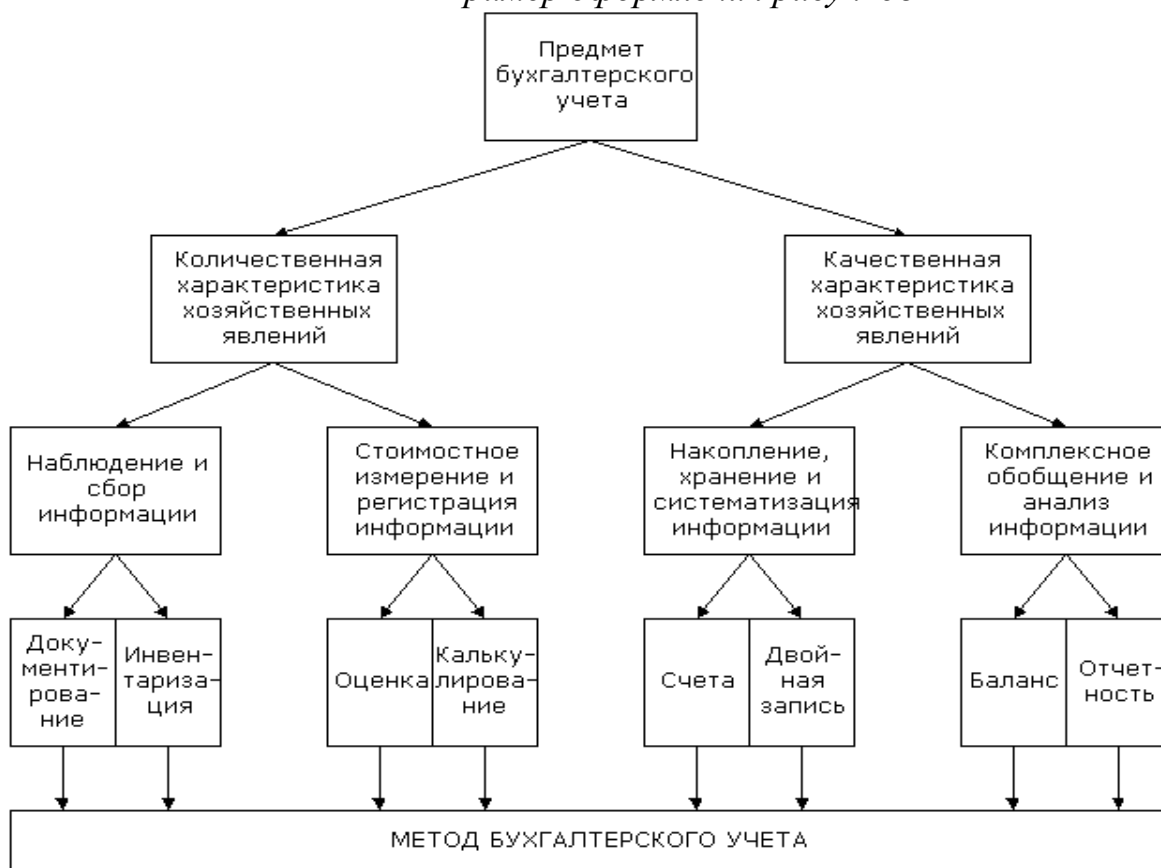 Предмет
бухгалтерского
учета
Количественная
характеристика
хозяйственных
явлений
Качественная
характеристика
хозяйственных
явлений
Наблюдение и
сбор
информации
Стоимостное
измерение и
регистрация
информации
Накопление,
хранение и
систематизация
информации
Комплексное
обобщение и
анализ
информации
Доку-
менти-
рова-
ние
Инвен-
тариза-
ция
Оценка
Кальку-
лирова-
ние
Счета
Двой-
ная
запись
Баланс
Отчет-
ность
МЕТОД БУХГАЛТЕРСКОГО УЧЕТА